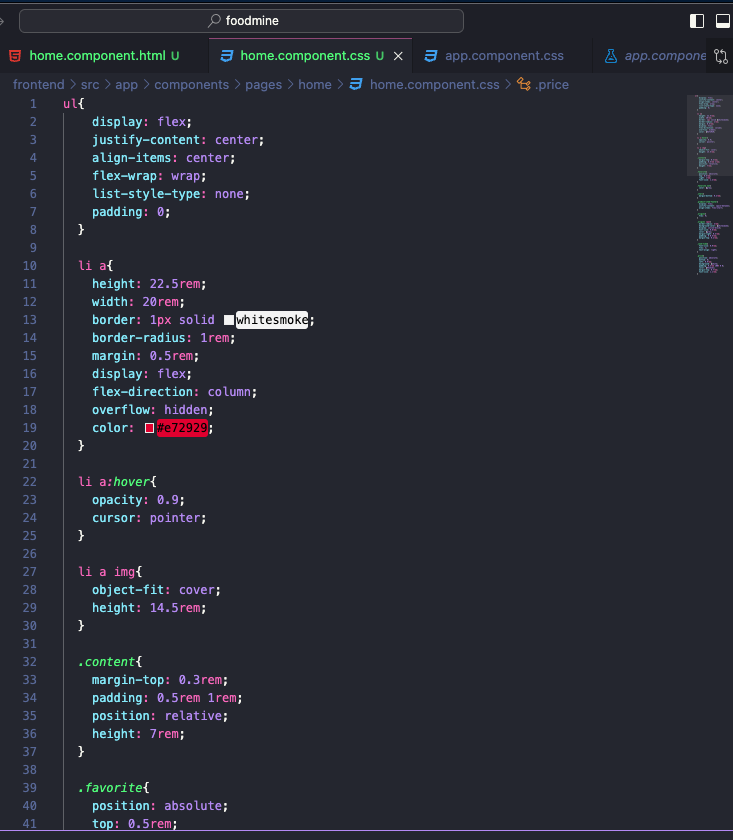 foodmine
home.component.html U
home.component.css U
app.component.css
app.compone
frontend > src > app > components > pages > home > home.component.css > .price
1 ul{
2 display: flex;
3 justify-content: center;
4 align-items: center;
5 flex-wrap: wrap;
6 list-style-type: none;
7 padding: 0;
8 }
9
10 li a{
11 height: 22.5rem;
12 width: 20rem;
13 border: 1px solid whitesmoke;
14 border-radius: 1rem;
15 margin: 0.5rem;
16 display: flex;
17 flex-direction: column;
18 overflow: hidden;
19 color: #e72929;
20 }
21
22 li a:hover{
23 opacity: 0.9;
24 cursor: pointer;
25 }
26
27 li a img{
28 object-fit: cover;
29 height: 14.5rem;
30 }
31
32 .content{
33 margin-top: 0.3rem;
34 padding: 0.5rem 1rem;
35 position: relative;
36 height: 7rem;
37 }
38
39 .favorite{
40 position: absolute;
41 top: 0.5rem;